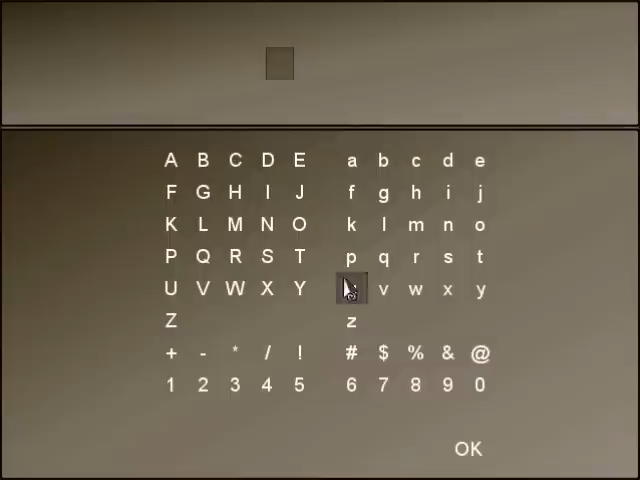 A B C D E a b c d e
F G H I J f g h i j
K L M N O k l m n o
P Q R S T p q r s t
U V W X Y v w x y
Z z
+ - * / ! # $ % & @
1 2 3 4 5 6 7 8 9 0
OK